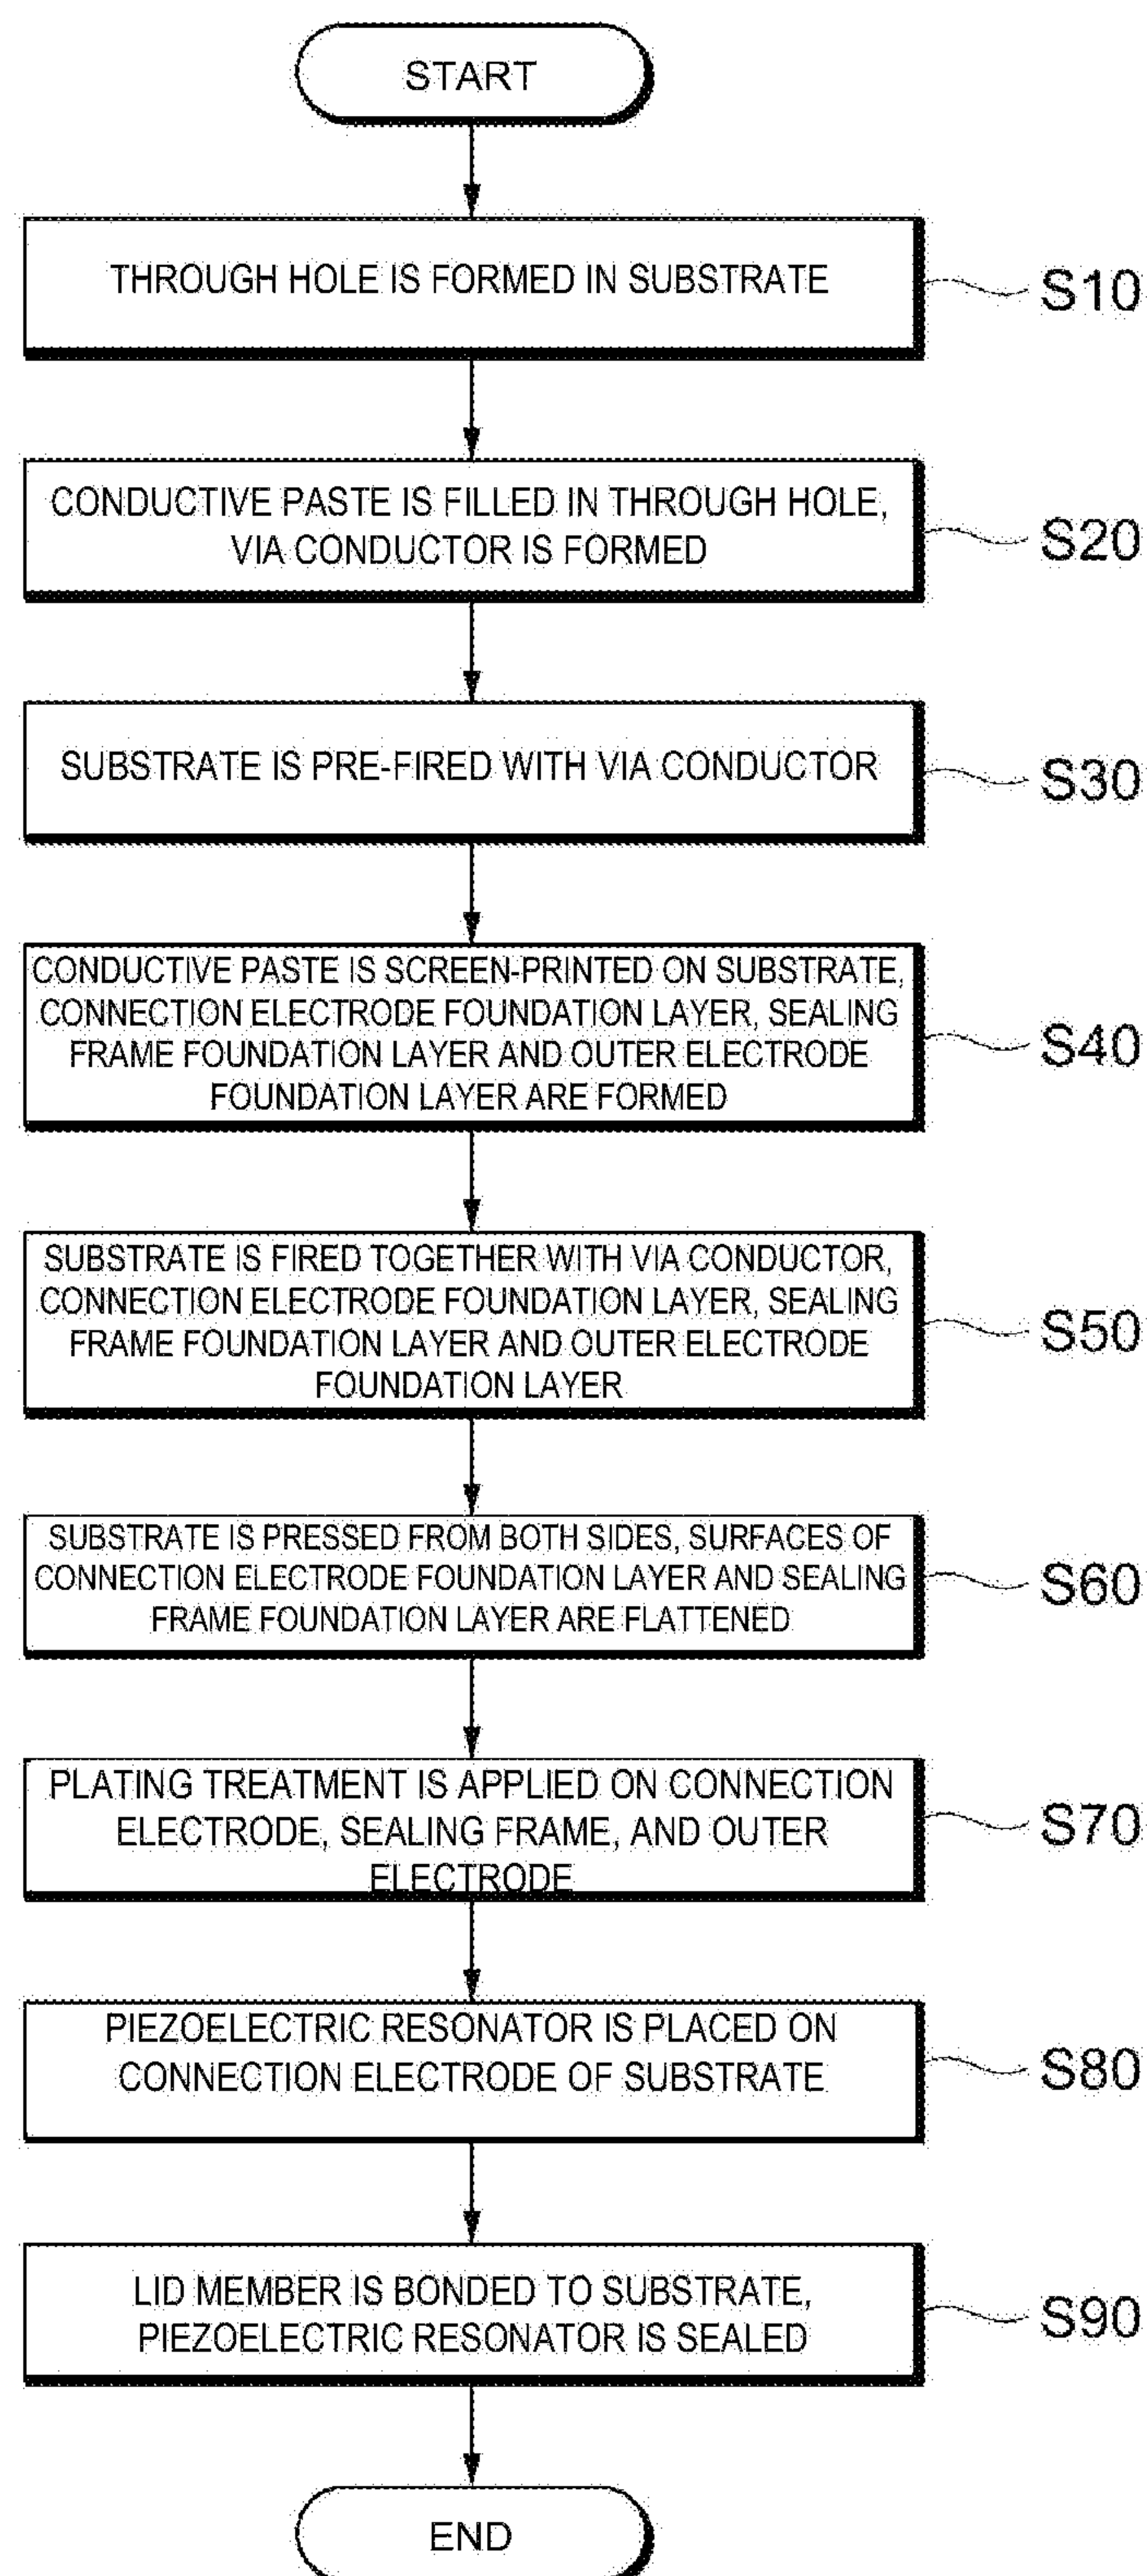 START
THROUGH HOLE IS FORMED IN SUBSTRATE
S10
CONDUCTIVE PASTE IS FILLED IN THROUGH HOLE,
VIA CONDUCTOR IS FORMED
S20
SUBSTRATE IS PRE-FIRED WITH VIA CONDUCTOR
S30
CONDUCTIVE PASTE IS SCREEN-PRINTED ON SUBSTRATE,
CONNECTION ELECTRODE FOUNDATION LAYER, SEALING
FRAME FOUNDATION LAYER AND OUTER ELECTRODE
FOUNDATION LAYER ARE FORMED
S40
SUBSTRATE IS FIRED TOGETHER WITH VIA CONDUCTOR,
CONNECTION ELECTRODE FOUNDATION LAYER, SEALING
FRAME FOUNDATION LAYER AND OUTER ELECTRODE
FOUNDATION LAYER
S50
SUBSTRATE IS PRESSED FROM BOTH SIDES, SURFACES OF
CONNECTION ELECTRODE FOUNDATION LAYER AND SEALING
FRAME FOUNDATION LAYER ARE FLATTENED
S60
PLATING TREATMENT IS APPLIED ON CONNECTION
ELECTRODE, SEALING FRAME, AND OUTER
ELECTRODE
S70
PIEZOELECTRIC RESONATOR IS PLACED ON
CONNECTION ELECTRODE OF SUBSTRATE
S80
LID MEMBER IS BONDED TO SUBSTRATE,
PIEZOELECTRIC RESONATOR IS SEALED
S90
END